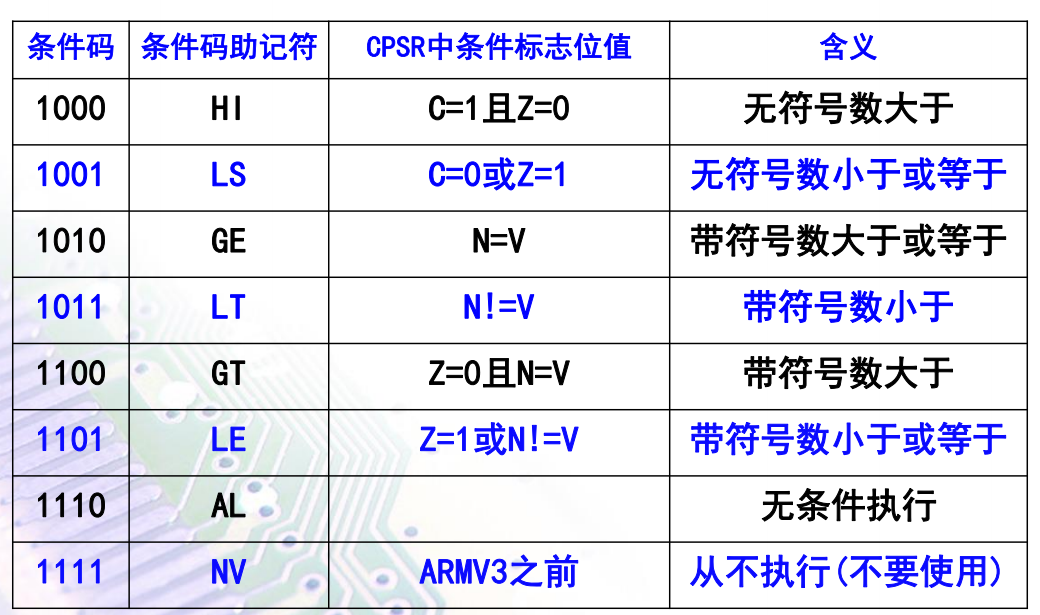 条件码 条件码助记符 CPSR中条件标志位值 含义
1000 HI C=1且Z=0 无符号数大于
1001 LS C=0或Z=1 无符号数小于或等于
1010 GE N=V 带符号数大于或等于
1011 LT N!=V 带符号数小于
1100 GT Z=0且N=V 带符号数大于
1101 LE Z=1或N!=V 带符号数小于或等于
1110 AL 无条件执行
1111 NV ARMV3之前 从不执行(不要使用)